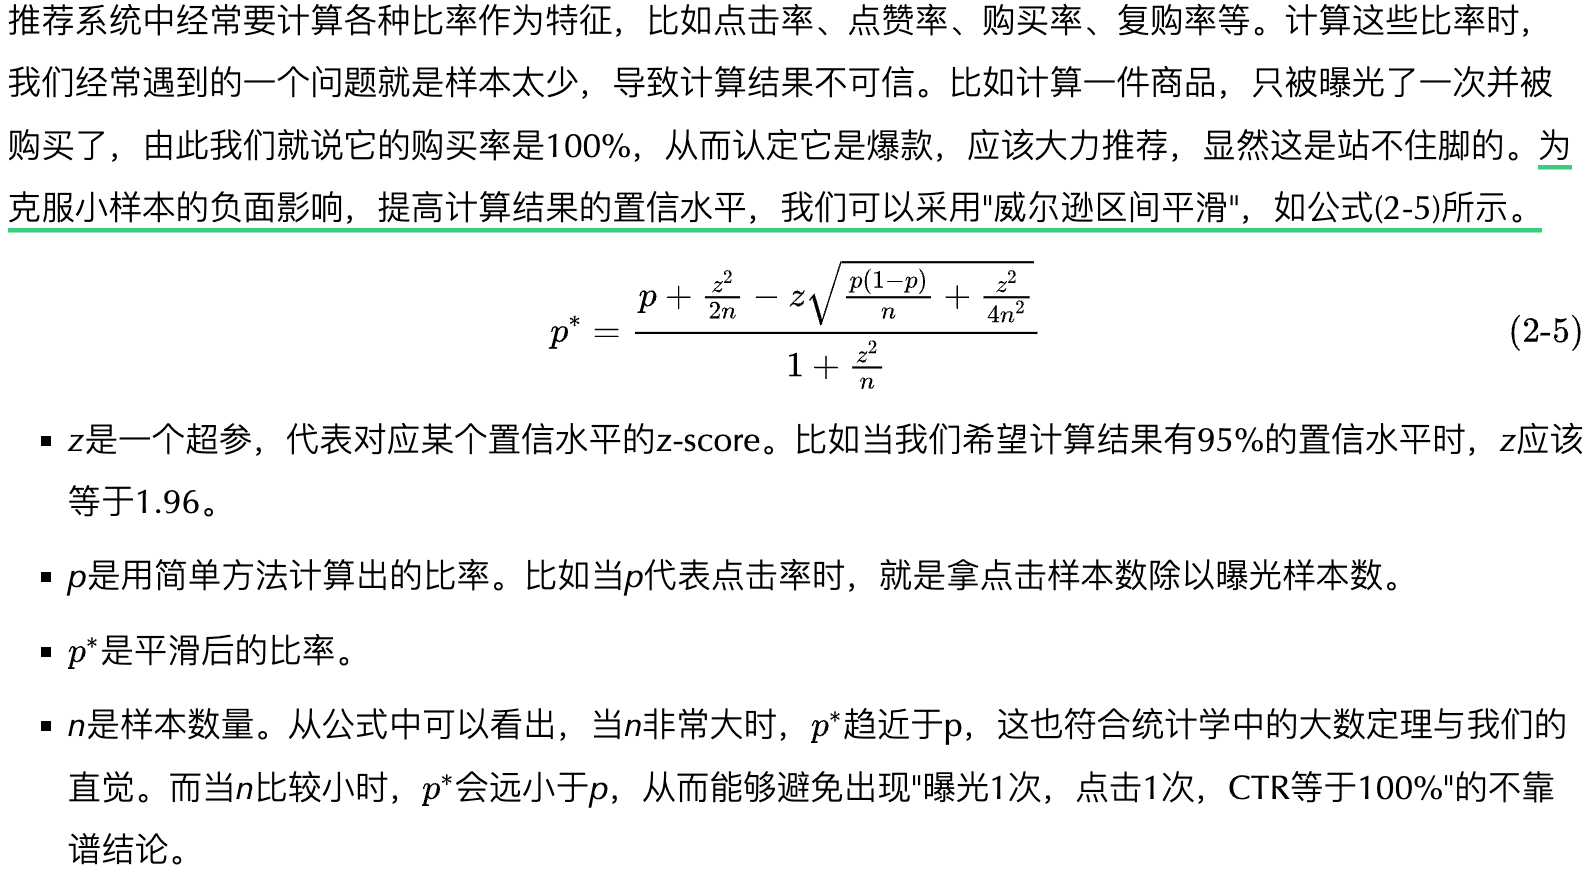 推荐系统中经常要计算各种比率作为特征，比如点击率、点赞率、购买率、复购率等。计算这些比率时，
我们经常遇到的一个问题就是样本太少，导致计算结果不可信。比如计算一件商品，只被曝光了一次并被
购买了，由此我们就说它的购买率是100%，从而认定它是爆款，应该大力推荐，显然这是站不住脚的。为
克服小样本的负面影响，提高计算结果的置信水平，我们可以采用"威尔逊区间平滑"，如公式(2-5)所示。
$p^* = \frac{p + \frac{z^2}{2n} - z\sqrt{\frac{p(1-p)}{n} + \frac{z^2}{4n^2}}}{1 + \frac{z^2}{n}}$ (2-5)
▪ z是一个超参，代表对应某个置信水平的z-score。比如当我们希望计算结果有95%的置信水平时，z应该
等于1.96。
▪ p是用简单方法计算出的比率。比如当p代表点击率时，就是拿点击样本数除以曝光样本数。
▪ p*是平滑后的比率。
▪ n是样本数量。从公式中可以看出，当n非常大时，p*趋近于p，这也符合统计学中的大数定理与我们的
直觉。而当n比较小时，p*会远小于p，从而能够避免出现"曝光1次，点击1次，CTR等于100%"的不靠
谱结论。